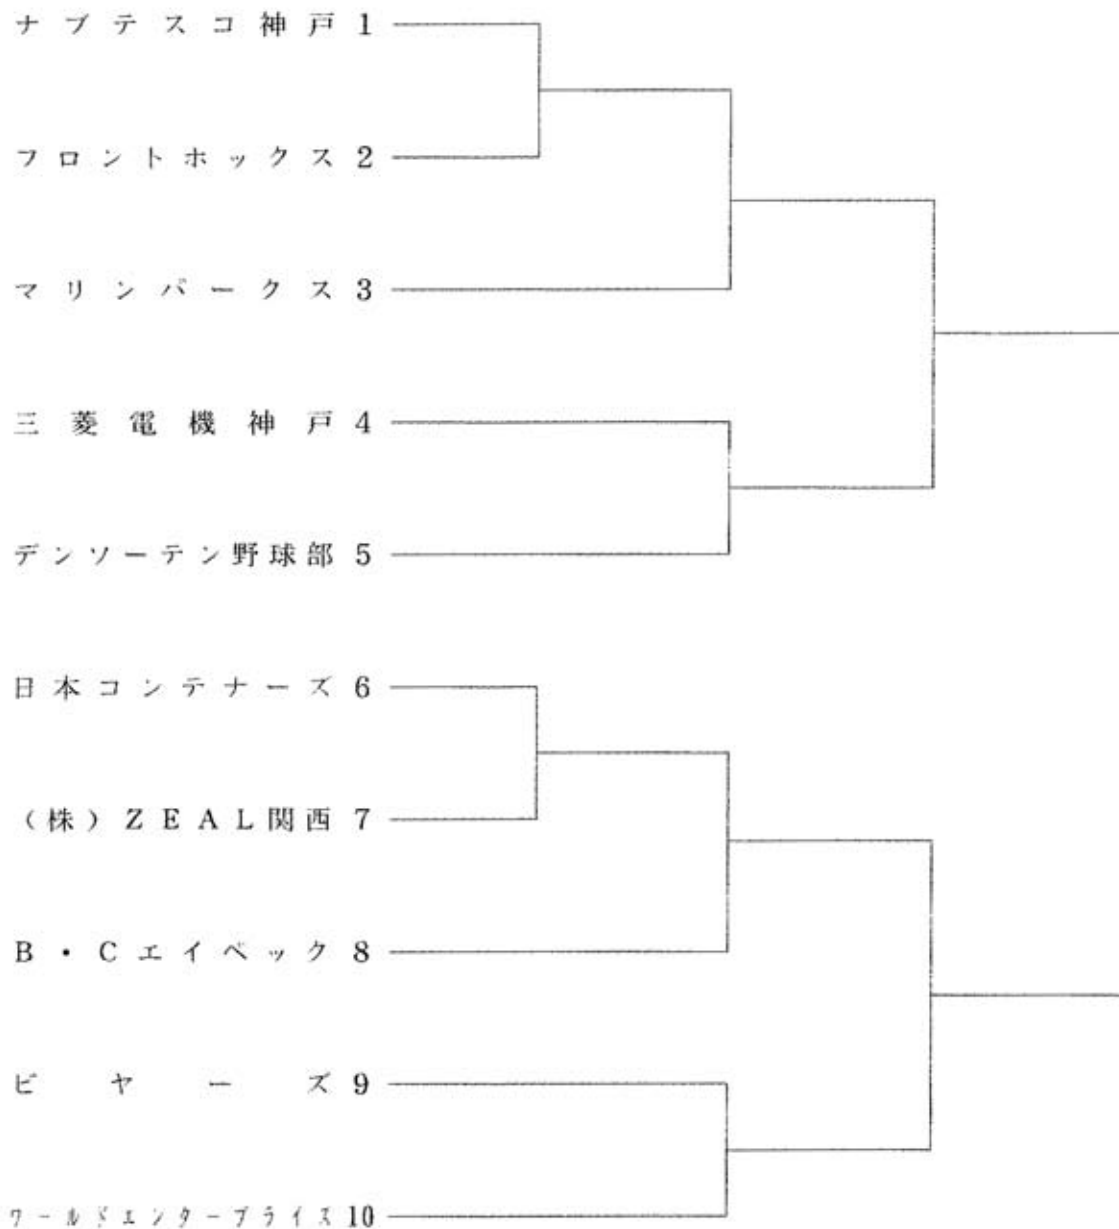 ナブテスコ神戸 1
フロントホックス 2
マリンパークス 3
三菱電機神戸 4
デンソーテン野球部 5
日本コンテナーズ 6
（株）ＺＥＡＬ関西 7
Ｂ・Ｃエイベック 8
ビヤーズ 9
ワールドエンタープライズ 10